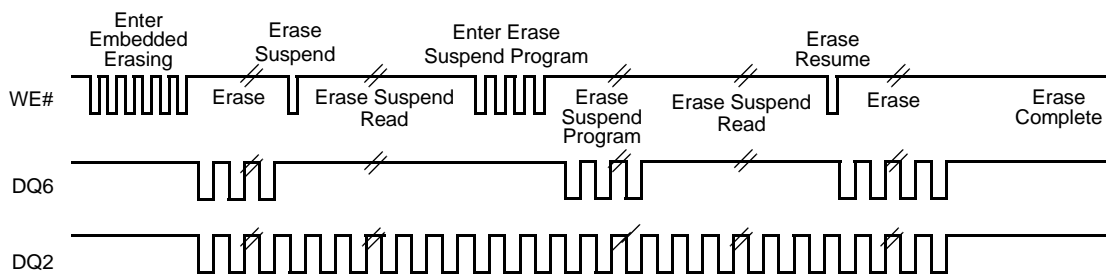 Enter
Embedded
Erasing
Erase
Suspend
Enter Erase
Suspend Program
Erase
Resume
WE#
Erase
Erase Suspend
Read
Erase
Suspend
Program
Erase Suspend
Read
Erase
Erase
Complete
DQ6
DQ2